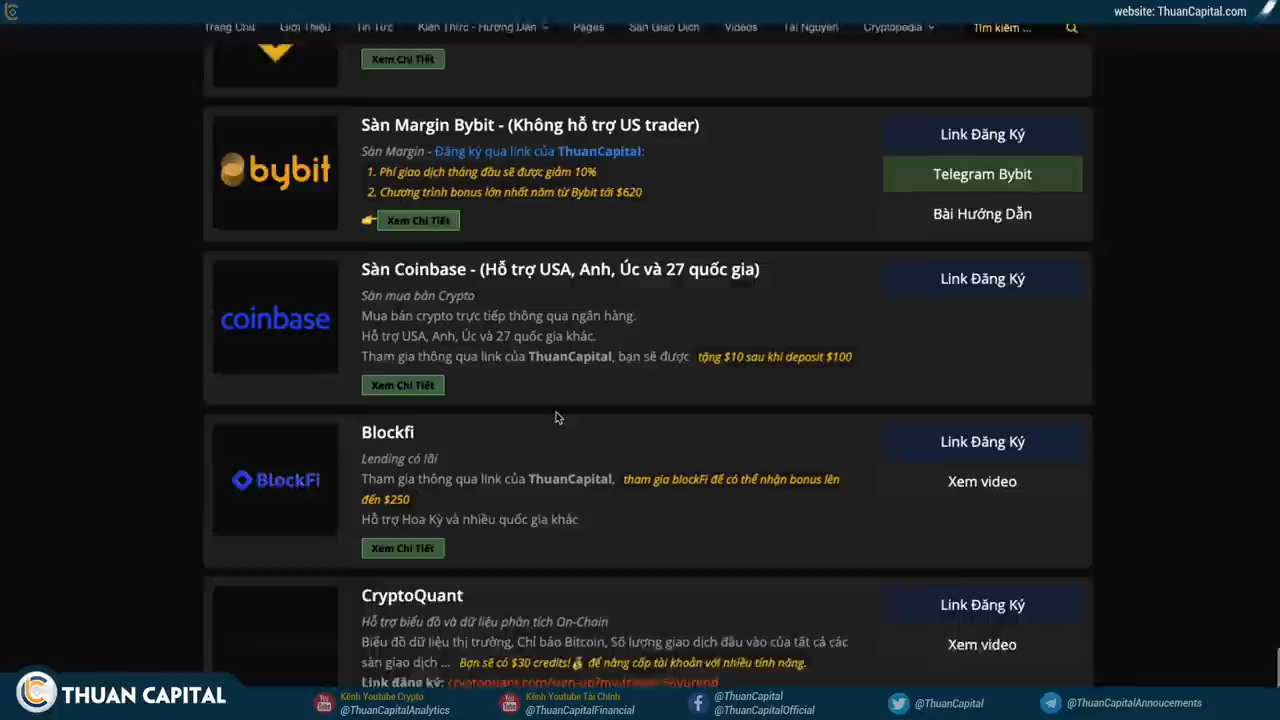 website: ThuanCapital.com
Trang Chủ Giới Thiệu Tin Tức Kiến Thức - Hướng Dẫn Pages Sàn Giao Dịch Videos Tài Nguyên Cryptopedia Tìm kiếm ...
Xem Chi Tiết
Sàn Margin Bybit - (Không hỗ trợ US trader)
Link Đăng Ký
bybit
Sàn Margin - Đăng ký qua link của ThuanCapital:
1. Phí giao dịch tháng đầu sẽ được giảm 10%
Telegram Bybit
2. Chương trình bonus lớn nhất năm từ Bybit tới $620
Bài Hướng Dẫn
Xem Chi Tiết
Sàn Coinbase - (Hỗ trợ USA, Anh, Úc và 27 quốc gia)
Link Đăng Ký
coinbase
Sàn mua bán Crypto
Mua bán crypto trực tiếp thông qua ngân hàng.
Hỗ trợ USA, Anh, Úc và 27 quốc gia khác.
Tham gia thông qua link của ThuanCapital, bạn sẽ được tặng $10 sau khi deposit $100
Xem Chi Tiết
Blockfi
Link Đăng Ký
BlockFi
Lending có lãi
Tham gia thông qua link của ThuanCapital, tham gia blockFi để có thể nhận bonus lên
đến $250
Xem video
Hỗ trợ Hoa Kỳ và nhiều quốc gia khác
Xem Chi Tiết
CryptoQuant
Link Đăng Ký
Hỗ trợ biểu đồ và dữ liệu phân tích On-Chain
Biểu đồ dữ liệu thị trường, Chỉ báo Bitcoin, Số lượng giao dịch đầu vào của tất cả các
Xem video
sàn giao dịch ... Bạn sẽ có $30 credits!💰 để nâng cấp tài khoản với nhiều tính năng.
Link đăng ký:
THUAN CAPITAL
Kênh Youtube Crypto
@ThuanCapitalAnalytics
Kênh Youtube Tài Chính
@ThuanCapitalFinancial
@ThuanCapital
@ThuanCapitalOfficial
@ThuanCapital
@ThuanCapitalAnnoucements